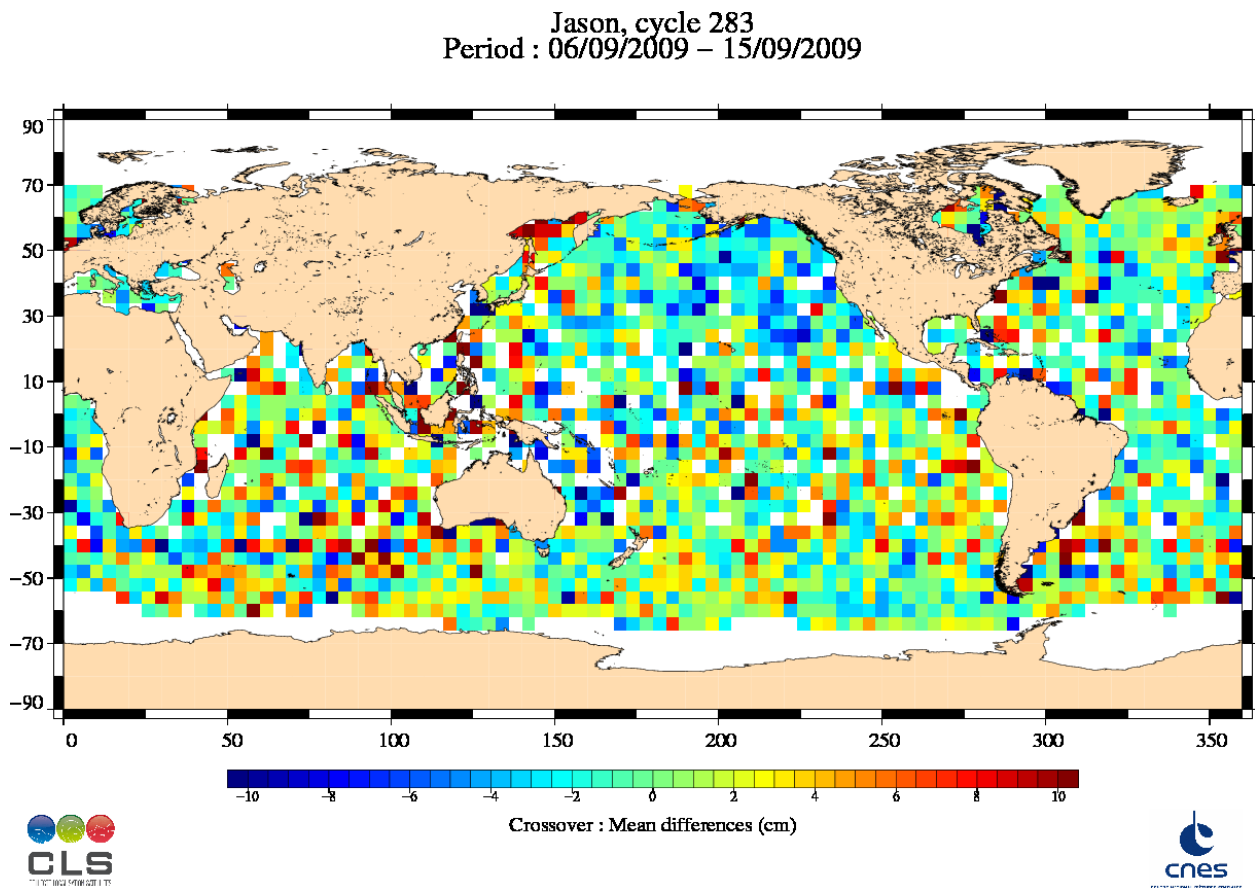 Jason, cycle 283
Period : 06/09/2009 − 15/09/2009
90
70
50
30
10
−10
−30
−50
−70
−90
0 50 100 150 200 250 300 350
−10 −8 −6 −4 −2 0 2 4 6 8 10
Crossover : Mean differences (cm)
CLS
cnes